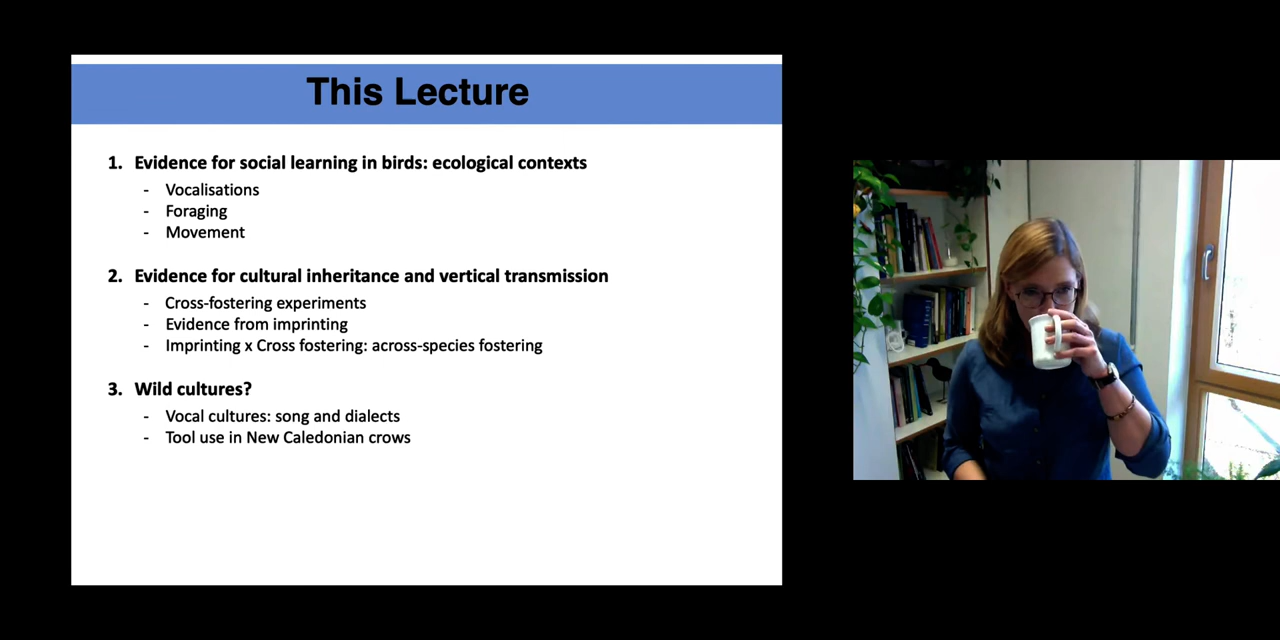 This Lecture
1. Evidence for social learning in birds: ecological contexts
- Vocalisations
- Foraging
- Movement
2. Evidence for cultural inheritance and vertical transmission
- Cross-fostering experiments
- Evidence from imprinting
- Imprinting x Cross fostering: across-species fostering
3. Wild cultures?
- Vocal cultures: song and dialects
- Tool use in New Caledonian crows